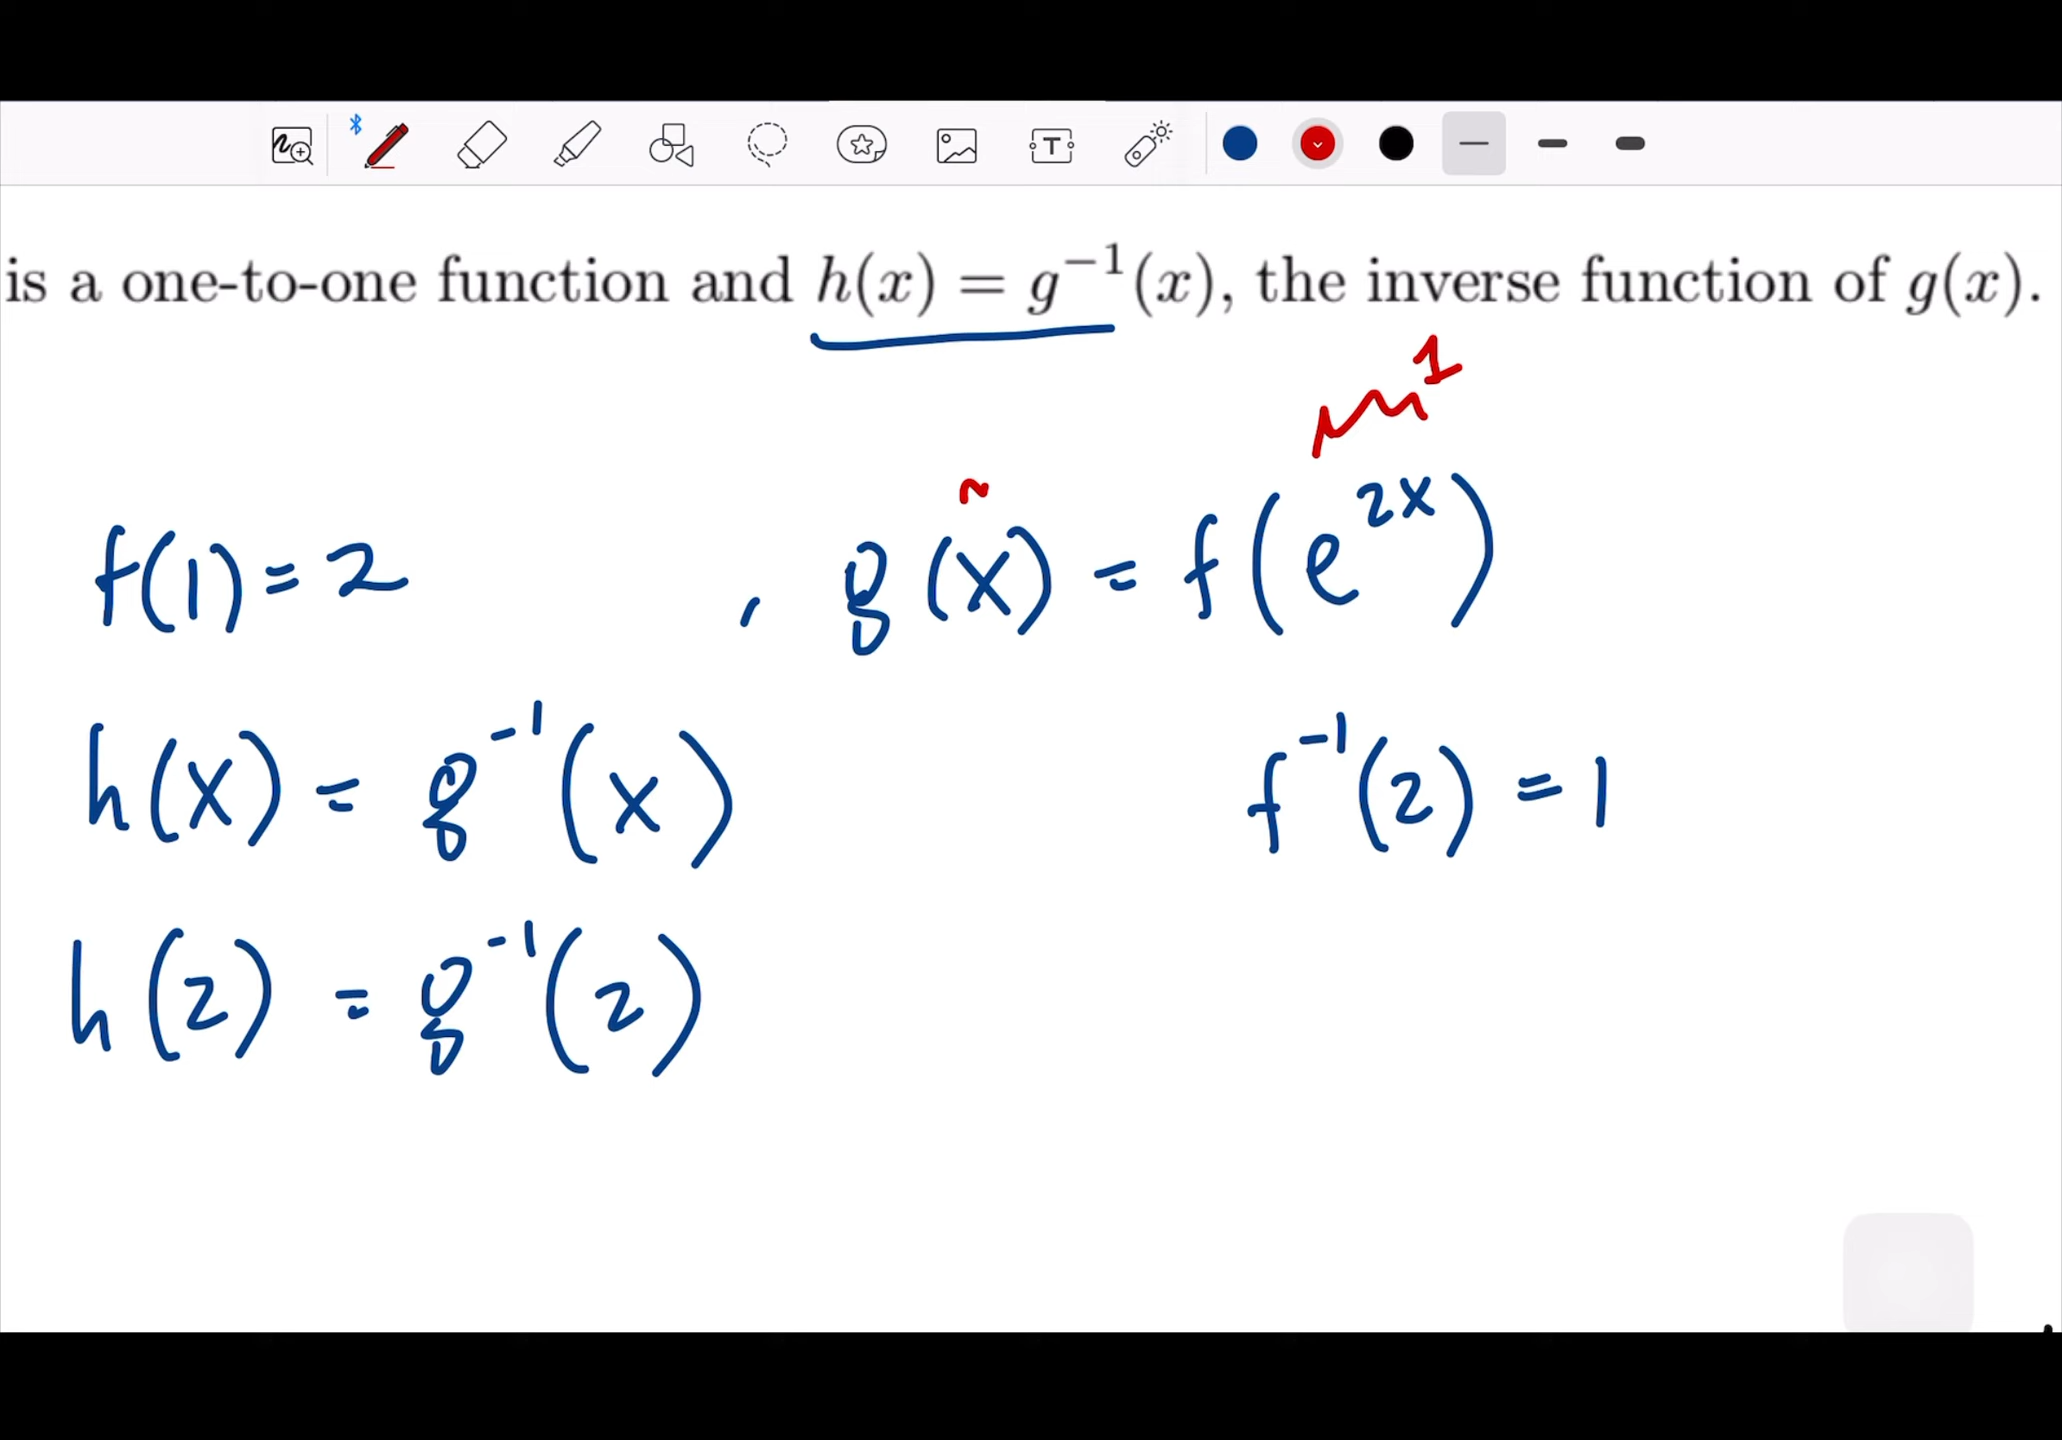 is a one-to-one function and h(x) = g⁻¹(x), the inverse function of g(x).
1
f(1) = 2 , g(x) = f(e^{2x})
h(x) = g⁻¹(x) f⁻¹(2) = 1
h(2) = g⁻¹(2)